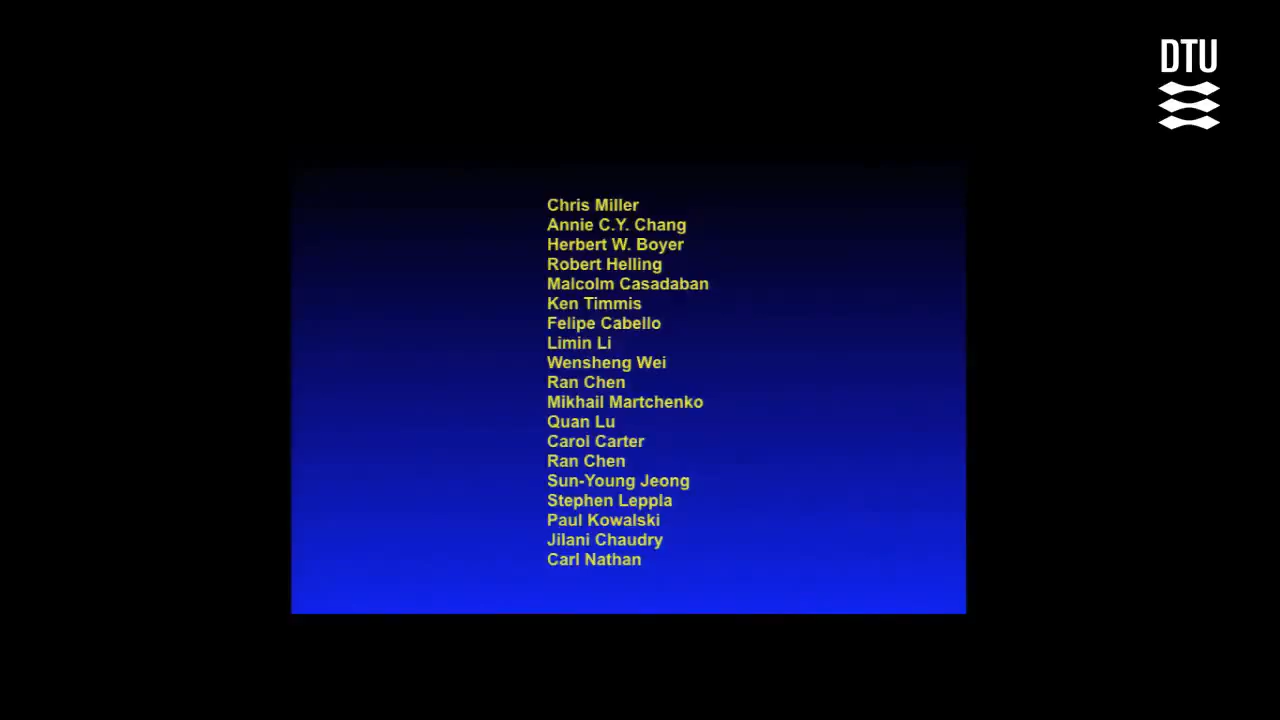 DTU
Chris Miller
Annie C.Y. Chang
Herbert W. Boyer
Robert Helling
Malcolm Casadaban
Ken Timmis
Felipe Cabello
Limin Li
Wensheng Wei
Ran Chen
Mikhail Martchenko
Quan Lu
Carol Carter
Ran Chen
Sun-Young Jeong
Stephen Leppla
Paul Kowalski
Jilani Chaudry
Carl Nathan